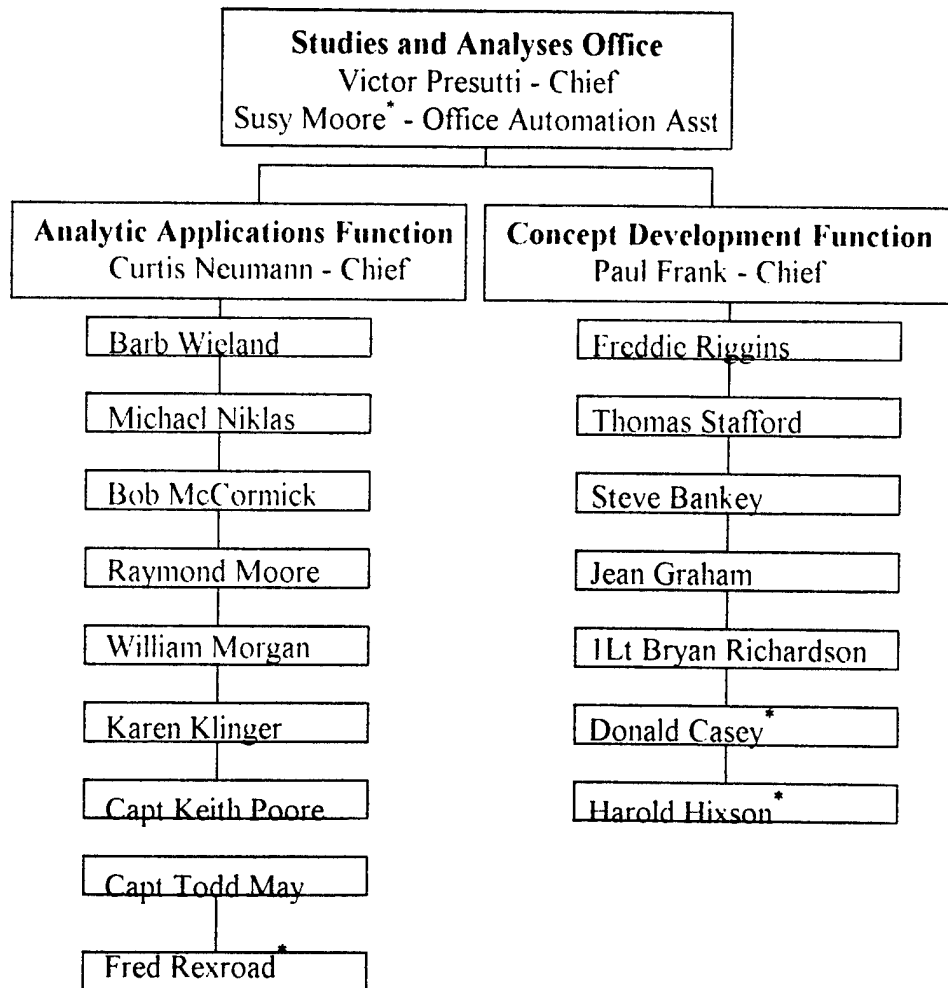 Studies and Analyses Office
Victor Presutti - Chief
Susy Moore* - Office Automation Asst
Analytic Applications Function
Curtis Neumann - Chief
Barb Wieland
Michael Niklas
Bob McCormick
Raymond Moore
William Morgan
Karen Klinger
Capt Keith Poore
Capt Todd May
Fred Rexroad*
Concept Development Function
Paul Frank - Chief
Freddie Riggins
Thomas Stafford
Steve Bankey
Jean Graham
1Lt Bryan Richardson
Donald Casey*
Harold Hixson*